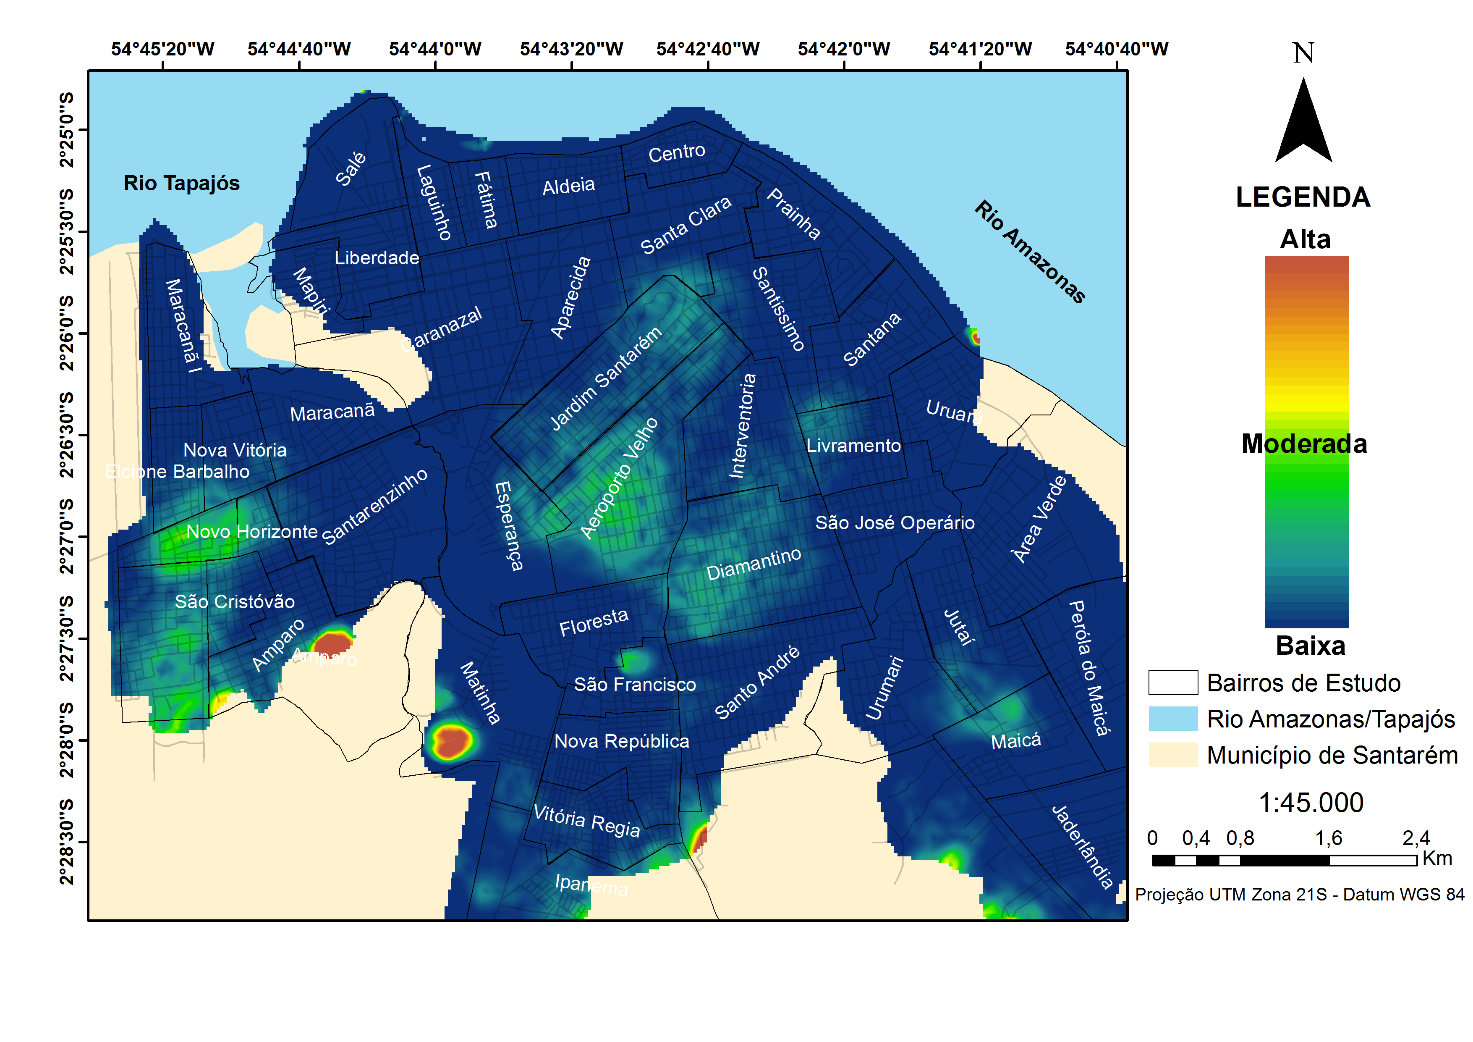 54°45'20"W 54°44'40"W 54°44'0"W 54°43'20"W 54°42'40"W 54°42'0"W 54°41'20"W 54°40'40"W
2°25'0"S
2°25'30"S
2°26'0"S
2°26'30"S
2°27'0"S
2°27'30"S
2°28'0"S
2°28'30"S
Rio Tapajós
Rio Amazonas
Salé
Laguinho
Fátima
Aldeia
Centro
Prainha
Santa Clara
Liberdade
Mapiri
Maracanã I
Caranazal
Aparecida
Santissimo
Santana
Jardim Santarém
Maracanã
Nova Vitória
Elcione Barbalho
Interventoria
Livramento
Uruará
Aeroporto Velho
Santarenzinho
Esperança
Novo Horizonte
São José Operário
Área Verde
Diamantino
São Cristóvão
Floresta
Amparo
Amparo
Jutaí
Peróla do Maicá
Matinha
São Francisco
Santo André
Urumari
Nova República
Maicá
Vitória Regia
Jaderlândia
Ipanema
N
LEGENDA
Alta
Moderada
Baixa
Bairros de Estudo
Rio Amazonas/Tapajós
Município de Santarém
1:45.000
0 0,4 0,8 1,6 2,4
Km
Projeção UTM Zona 21S - Datum WGS 84